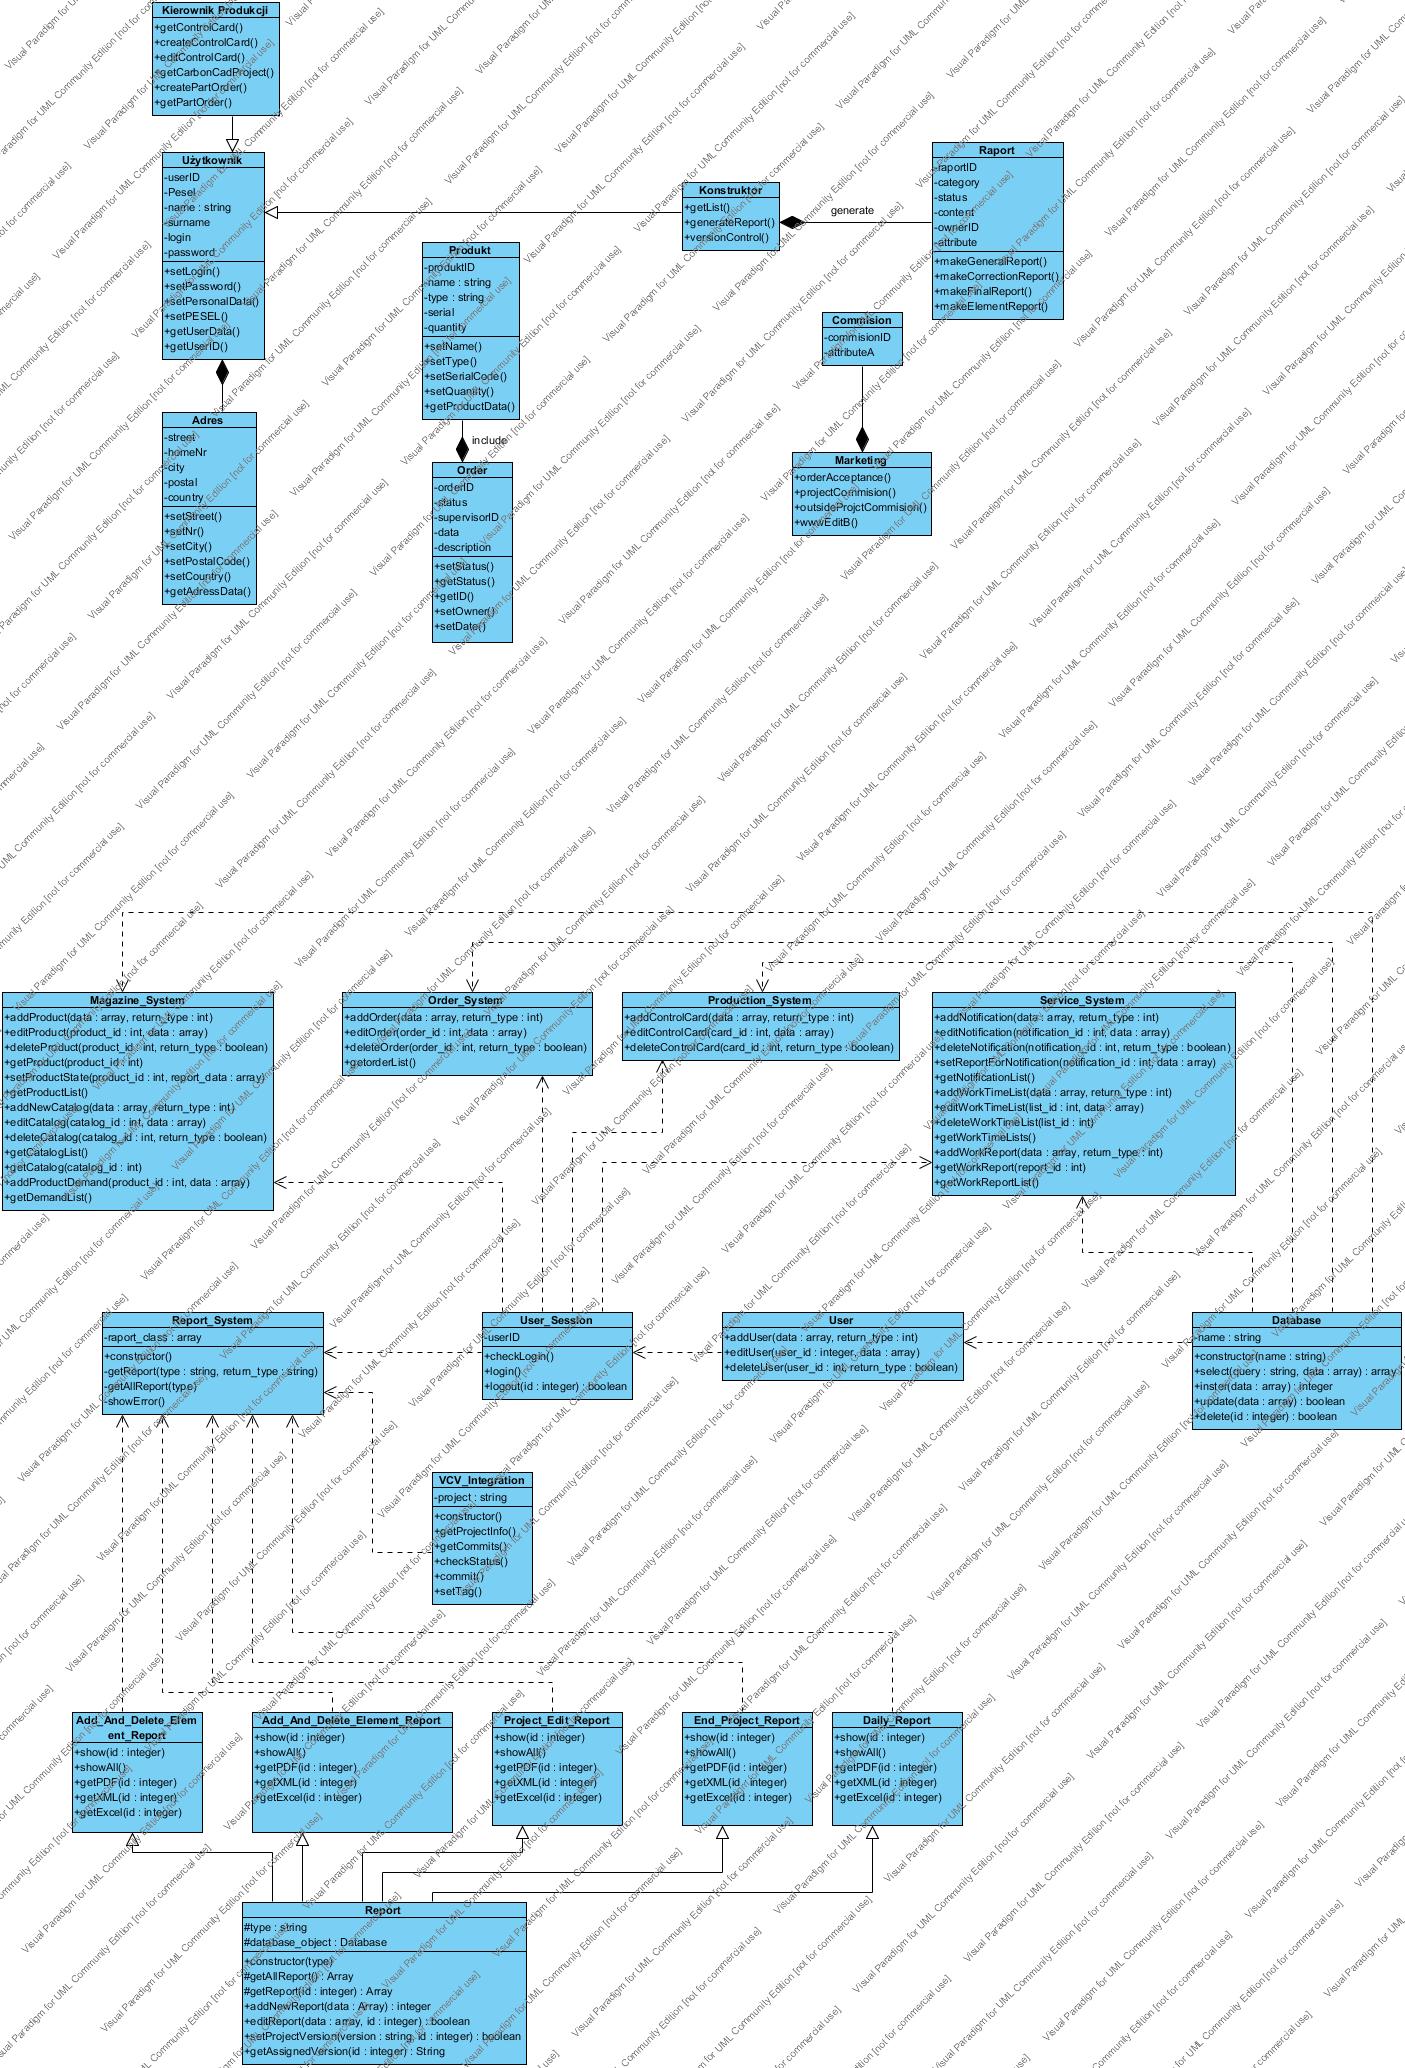 Kierownik Produkcji
+getControlCard()
+createControlCard()
+editControlCard()
+getCarbonCadProject()
+createPartOrder()
+getPartOrder()
Użytkownik
-userID
-Pesel
-name : string
-surname
-login
-password
+setLogin()
+setPassword()
+setPersonalData()
+setPESEL()
+getUserData()
+getUserID()
Adres
-street
-homeNr
-city
-postal
-country
+setStreet()
+setNr()
+setCity()
+setPostalCode()
+setCountry()
+getAdressData()
Produkt
-produktID
-name : string
-type : string
-serial
-quantity
+setName()
+setType()
+setSerialCode()
+setQuantity()
+getProductData()
include
Order
-orderID
-status
-supervisorID
-data
-description
+setStatus()
+getStatus()
+getID()
+setOwner()
+setDate()
Konstruktor
+getList()
+generateReport()
+versionControl()
generate
Raport
-raportID
-category
-status
-content
-ownerID
-attribute
+makeGeneralReport()
+makeCorrectionReport()
+makeFinalReport()
+makeElementReport()
Commision
-commisionID
-attributeA
Marketing
+orderAcceptance()
+projectCommision()
+outsideProjctCommision()
+wwwEditB()
Magazine_System
+addProduct(data : array, return_type : int)
+editProduct(product_id : int, data : array)
+deleteProduct(product_id : int, return_type : boolean)
+getProduct(product_id : int)
+setProductState(product_id : int, report_data : array)
+getProductList()
+addNewCatalog(data : array, return_type : int)
+editCatalog(catalog_id : int, data : array)
+deleteCatalog(catalog_id : int, return_type : boolean)
+getCatalogList()
+getCatalog(catalog_id : int)
+addProductDemand(product_id : int, data : array)
+getDemandList()
Order_System
+addOrder(data : array, return_type : int)
+editOrder(order_id : int, data : array)
+deleteOrder(order_id : int, return_type : boolean)
+getorderList()
Production_System
+addControlCard(data : array, return_type : int)
+editControlCard(card_id : int, data : array)
+deleteControlCard(card_id : int, return_type : boolean)
Service_System
+addNotification(data : array, return_type : int)
+editNotification(notification_id : int, data : array)
+deleteNotification(notification_id : int, return_type : boolean)
+setReportForNotification(notification_id : int, data : array)
+getNotificationList()
+addWorkTimeList(data : array, return_type : int)
+editWorkTimeList(list_id : int, data : array)
+deleteWorkTimeList(list_id : int)
+getWorkTimeLists()
+addWorkReport(data : array, return_type : int)
+getWorkReport(report_id : int)
+getWorkReportList()
Report_System
-raport_class : array
+constructor()
-getReport(type : string, return_type : string)
-getAllReport(type)
-showError()
User_Session
-userID
+checkLogin()
+login()
+logout(id : integer) : boolean
User
+addUser(data : array, return_type : int)
+editUser(user_id : integer, data : array)
+deleteUser(user_id : int, return_type : boolean)
Database
-name : string
+constructor(name : string)
+select(query : string, data : array) : array
+inster(data : array) : integer
+update(data : array) : boolean
+delete(id : integer) : boolean
VCV_Integration
-project : string
+constructor()
+getProjectInfo()
+getCommits()
+checkStatus()
+commit()
+setTag()
Add_And_Delete_Elem
ent_Report
+show(id : integer)
+showAll()
+getPDF(id : integer)
+getXML(id : integer)
+getExcel(id : integer)
Add_And_Delete_Element_Report
+show(id : integer)
+showAll()
+getPDF(id : integer)
+getXML(id : integer)
+getExcel(id : integer)
Project_Edit_Report
+show(id : integer)
+showAll()
+getPDF(id : integer)
+getXML(id : integer)
+getExcel(id : integer)
End_Project_Report
+show(id : integer)
+showAll()
+getPDF(id : integer)
+getXML(id : integer)
+getExcel(id : integer)
Daily_Report
+show(id : integer)
+showAll()
+getPDF(id : integer)
+getXML(id : integer)
+getExcel(id : integer)
Report
#type : string
#database_object : Database
+constructor(type)
#getAllReport() : Array
#getReport(id : integer) : Array
+addNewReport(data : Array) : integer
+editReport(data : array, id : integer) : boolean
+setProjectVersion(version : string, id : integer) : boolean
+getAssignedVersion(id : integer) : String
Visual Paradigm for UML Community Edition [not for commercial use]